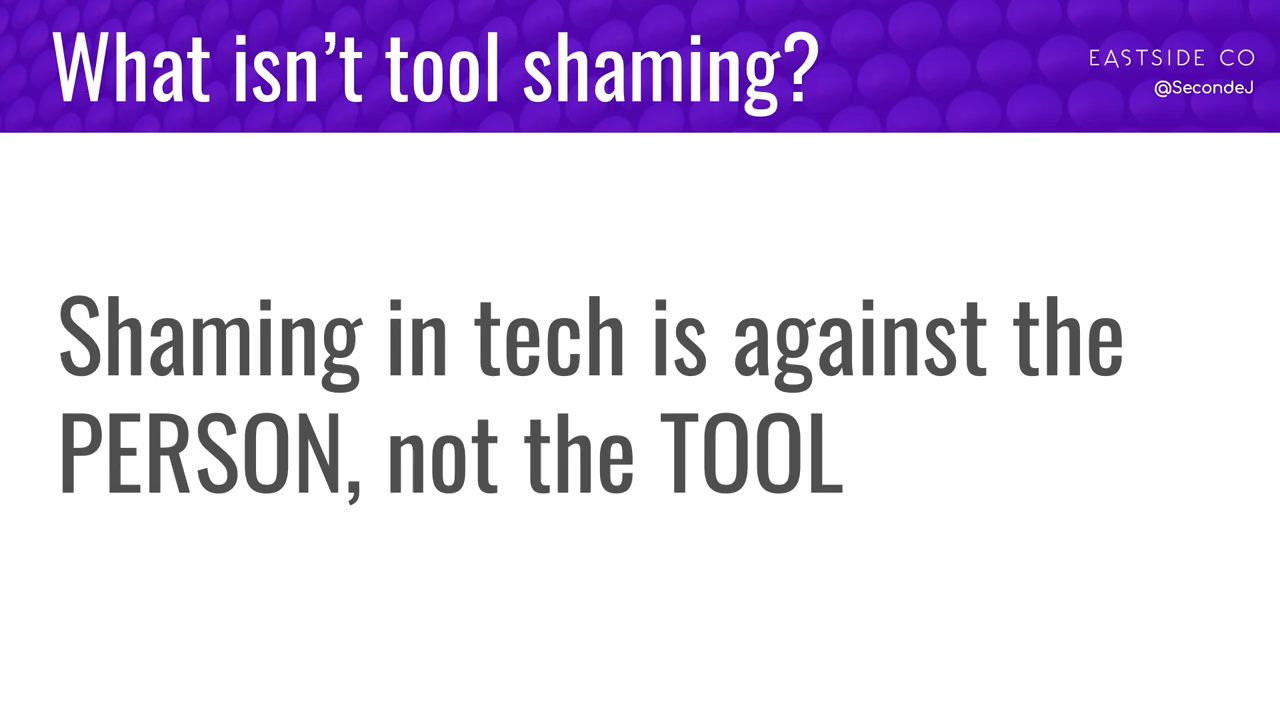 What isn’t tool shaming?
EASTSIDE CO
@SecondeJ
Shaming in tech is against the
PERSON, not the TOOL